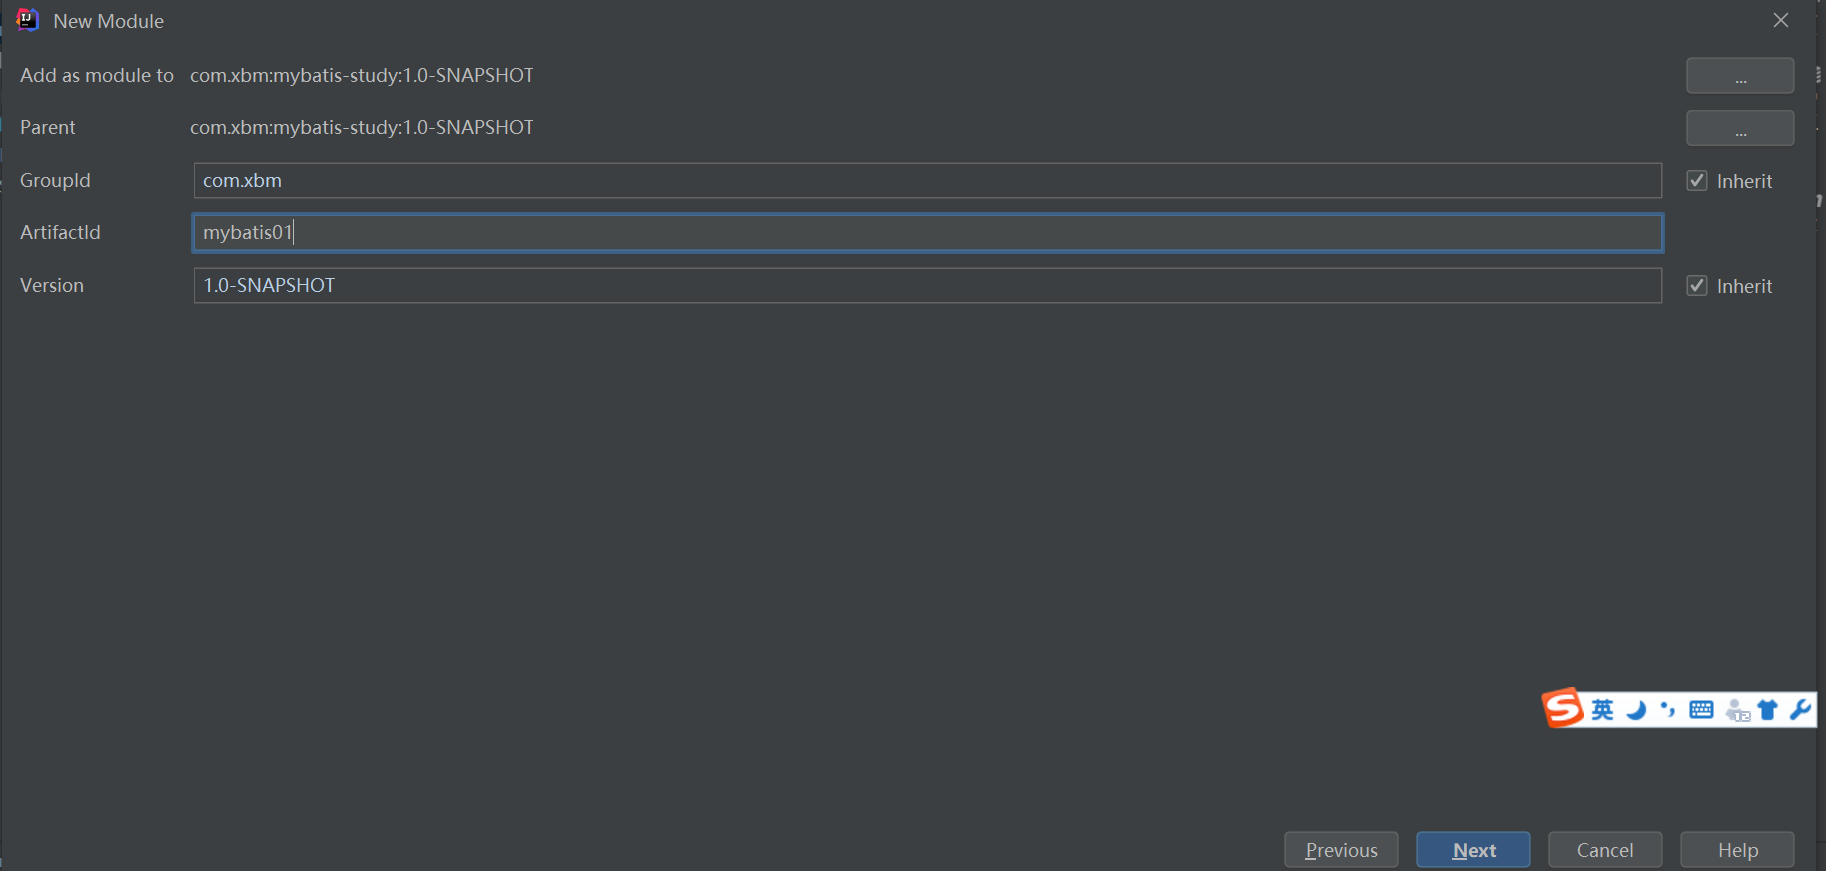 New Module
Add as module to com.xbm:mybatis-study:1.0-SNAPSHOT ...
Parent com.xbm:mybatis-study:1.0-SNAPSHOT ...
GroupId com.xbm Inherit
ArtifactId mybatis01
Version 1.0-SNAPSHOT Inherit
英
Previous Next Cancel Help